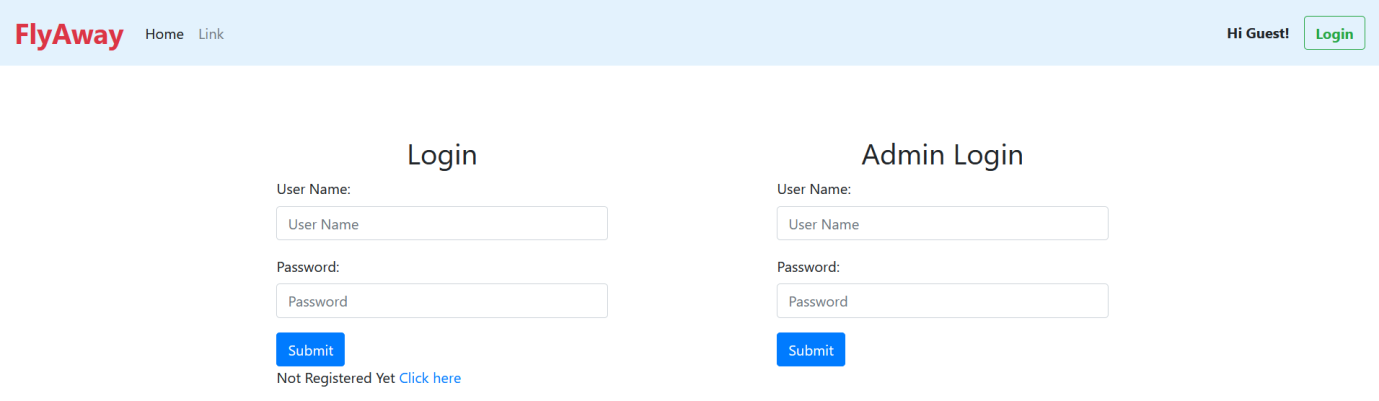 FlyAway Home Link Hi Guest! Login
Login
User Name:
User Name
Password:
Password
Submit
Not Registered Yet Click here
Admin Login
User Name:
User Name
Password:
Password
Submit